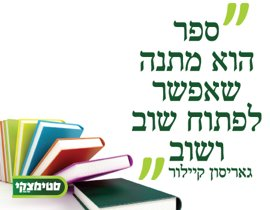 „ספר
הוא מתנה
שאפשר
לפתוח שוב
ושוב”
גאריסון קיילור
סטימצקי